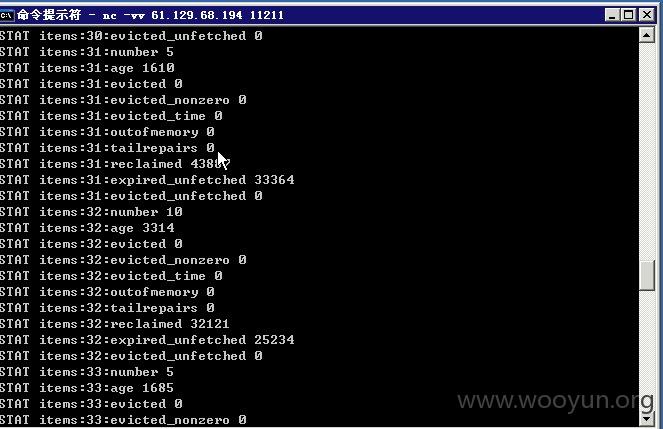 命令提示符 - nc -vv 61.129.68.194 11211
STAT items:30:evicted_unfetched 0
STAT items:31:number 5
STAT items:31:age 1610
STAT items:31:evicted 0
STAT items:31:evicted_nonzero 0
STAT items:31:evicted_time 0
STAT items:31:outofmemory 0
STAT items:31:tailrepairs 0
STAT items:31:reclaimed
STAT items:31:expired_unfetched 33364
STAT items:31:evicted_unfetched 0
STAT items:32:number 10
STAT items:32:age 3314
STAT items:32:evicted 0
STAT items:32:evicted_nonzero 0
STAT items:32:evicted_time 0
STAT items:32:outofmemory 0
STAT items:32:tailrepairs 0
STAT items:32:reclaimed 32121
STAT items:32:expired_unfetched 25234
STAT items:32:evicted_unfetched 0
STAT items:33:number 5
STAT items:33:age 1685
STAT items:33:evicted 0
STAT items:33:evicted_nonzero 0
www.wooyun.org